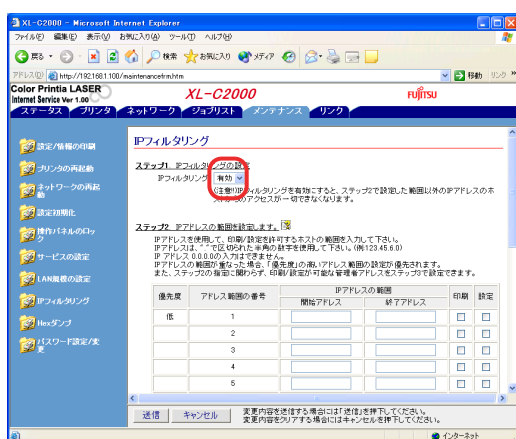 XL-C2000 - Microsoft Internet Explorer
ファイル(F) 編集(E) 表示(V) お気に入り(A) ツール(T) ヘルプ(H)
戻る 検索 お気に入り メディア
アドレス(D) http://192.168.1.100/maintenancefrm.htm 移動 リンク »
Color Printia LASER
Internet Service Ver 1.00
XL-C2000
FUJITSU
ステータス プリンタ ネットワーク ジョブリスト メンテナンス リンク
設定/情報の印刷
プリンタの再起動
ネットワークの再起動
設定初期化
操作パネルのロック
サービスの設定
LAN規模の設定
IPフィルタリング
Hexダンプ
パスワード設定/変更
IPフィルタリング
ステップ1. IPフィルタリングの設定
IPフィルタリング 有効
(注意!!)IPフィルタリングを有効にすると、ステップ2で設定した範囲以外のIPアドレスのホ
ストからのアクセスが一切できなくなります。
ステップ2. IPアドレスの範囲を設定します。
IPアドレスを使用して、印刷/設定を許可するホストの範囲を入力して下さい。
IPアドレスは、"."で区切られた半角の数字を使用して下さい。(例:123.45.6.0)
IPアドレス 0.0.0.0の入力はできません。
IPアドレスの範囲が重なった場合、「優先度」の高いアドレス範囲の設定が優先されます。
また、ステップ2の指定に関わらず、印刷/設定が可能な管理者アドレスをステップ3で設定できます。
優先度 アドレス範囲の番号 IPアドレスの範囲 印刷 設定
開始アドレス 終了アドレス
低 1
2
3
4
5
送信 キャンセル 変更内容を送信する場合には「送信」を押下してください。
変更内容をクリアする場合にはキャンセルを押下してください。
インターネット